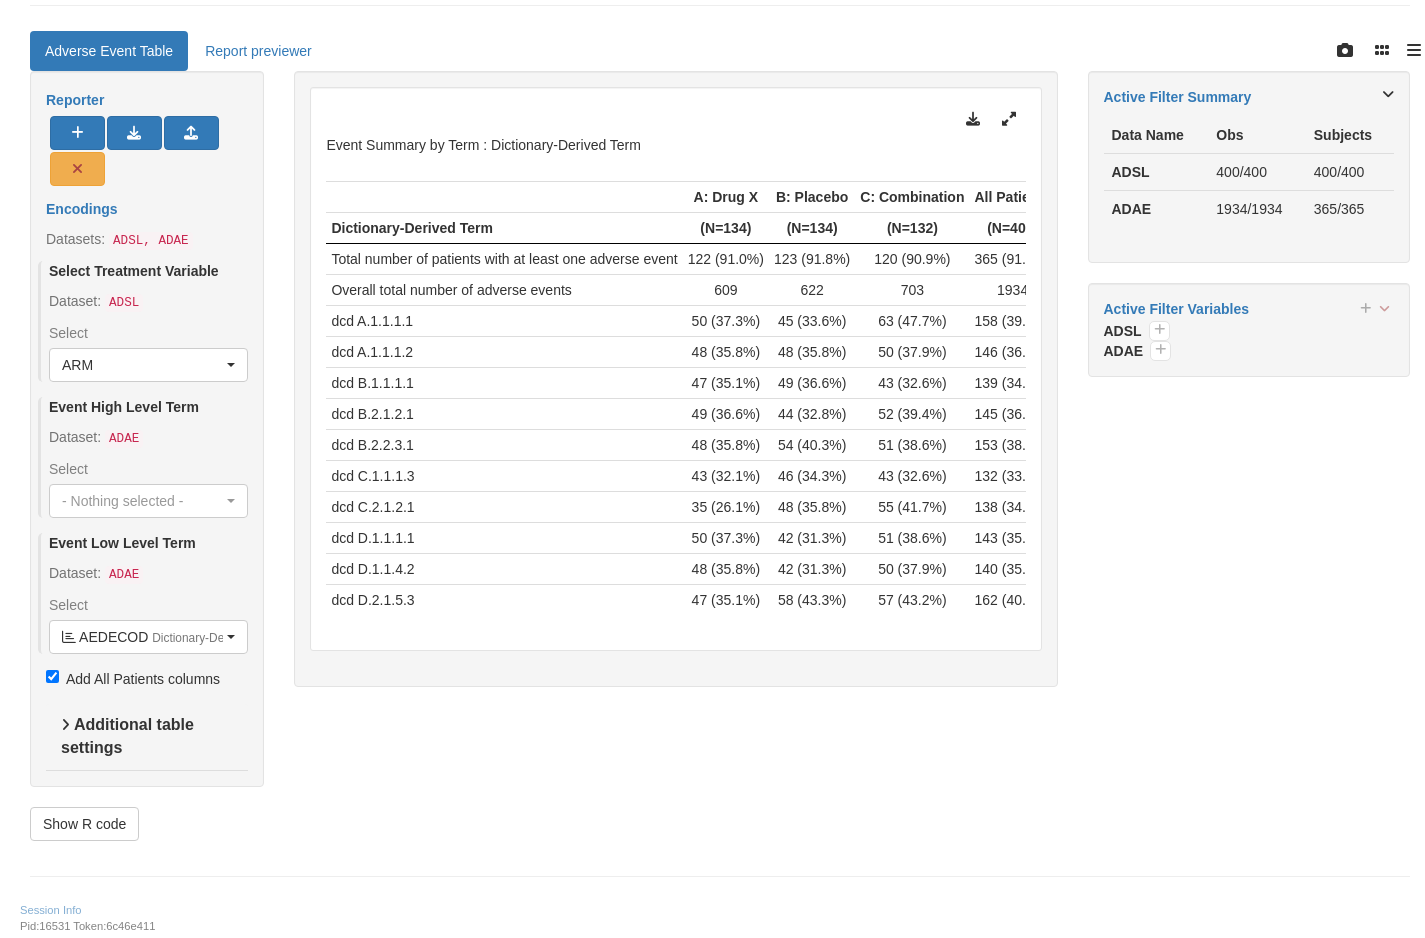 Adverse Event Table
Report previewer
Reporter
Encodings
Datasets: ADSL, ADAE
Select Treatment Variable
Dataset: ADSL
Select
ARM
Event High Level Term
Dataset: ADAE
Select
- Nothing selected -
Event Low Level Term
Dataset: ADAE
Select
AEDECOD Dictionary-De
Add All Patients columns
Additional table
settings
Show R code
Event Summary by Term : Dictionary-Derived Term
A: Drug X B: Placebo C: Combination All Patie
Dictionary-Derived Term (N=134) (N=134) (N=132) (N=40
Total number of patients with at least one adverse event 122 (91.0%) 123 (91.8%) 120 (90.9%) 365 (91.
Overall total number of adverse events 609 622 703 1934
dcd A.1.1.1.1 50 (37.3%) 45 (33.6%) 63 (47.7%) 158 (39.
dcd A.1.1.1.2 48 (35.8%) 48 (35.8%) 50 (37.9%) 146 (36.
dcd B.1.1.1.1 47 (35.1%) 49 (36.6%) 43 (32.6%) 139 (34.
dcd B.2.1.2.1 49 (36.6%) 44 (32.8%) 52 (39.4%) 145 (36.
dcd B.2.2.3.1 48 (35.8%) 54 (40.3%) 51 (38.6%) 153 (38.
dcd C.1.1.1.3 43 (32.1%) 46 (34.3%) 43 (32.6%) 132 (33.
dcd C.2.1.2.1 35 (26.1%) 48 (35.8%) 55 (41.7%) 138 (34.
dcd D.1.1.1.1 50 (37.3%) 42 (31.3%) 51 (38.6%) 143 (35.
dcd D.1.1.4.2 48 (35.8%) 42 (31.3%) 50 (37.9%) 140 (35.
dcd D.2.1.5.3 47 (35.1%) 58 (43.3%) 57 (43.2%) 162 (40.
Active Filter Summary
Data Name Obs Subjects
ADSL 400/400 400/400
ADAE 1934/1934 365/365
Active Filter Variables
ADSL
ADAE
Session Info
Pid:16531 Token:6c46e411